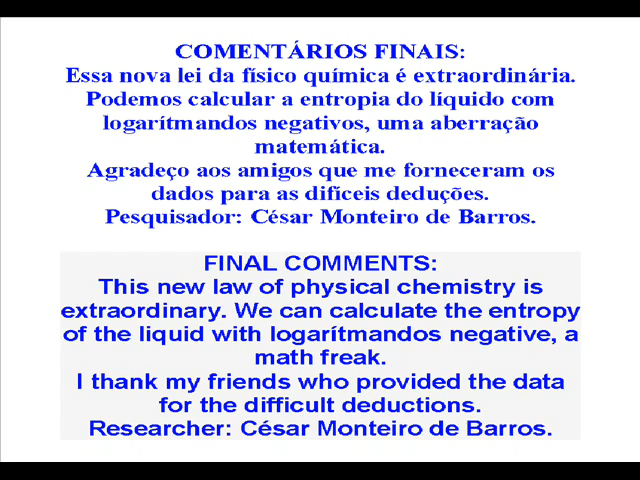 COMENTÁRIOS FINAIS:
Essa nova lei da físico química é extraordinária.
Podemos calcular a entropia do líquido com
logarítmandos negativos, uma aberração
matemática.
Agradeço aos amigos que me forneceram os
dados para as difíceis deduções.
Pesquisador: César Monteiro de Barros.
FINAL COMMENTS:
This new law of physical chemistry is
extraordinary. We can calculate the entropy
of the liquid with logarítmandos negative, a
math freak.
I thank my friends who provided the data
for the difficult deductions.
Researcher: César Monteiro de Barros.